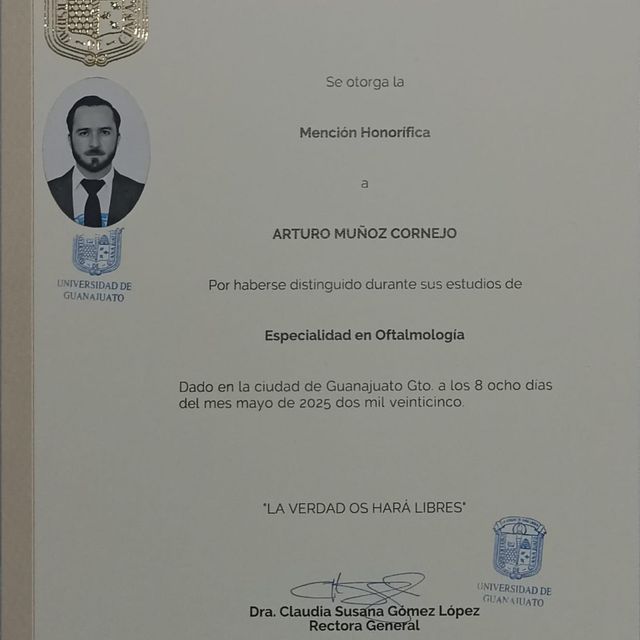 Se otorga la
Mención Honorífica
a
ARTURO MUÑOZ CORNEJO
UNIVERSIDAD DE
GUANAJUATO
Por haberse distinguido durante sus estudios de
Especialidad en Oftalmología
Dado en la ciudad de Guanajuato Gto. a los 8 ocho días
del mes mayo de 2025 dos mil veinticinco.
"LA VERDAD OS HARÁ LIBRES"
UNIVERSIDAD DE
GUANAJUATO
Dra. Claudia Susana Gómez López
Rectora General